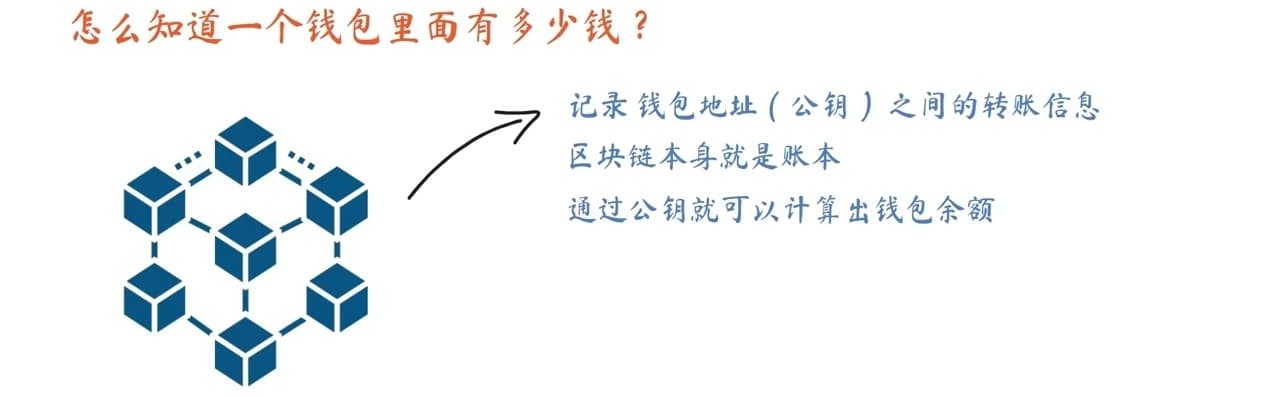 怎么知道一个钱包里面有多少钱？
记录 钱包地址（公钥）之间的转账信息
区块链本身就是账本
通过公钥就可以计算出钱包余额